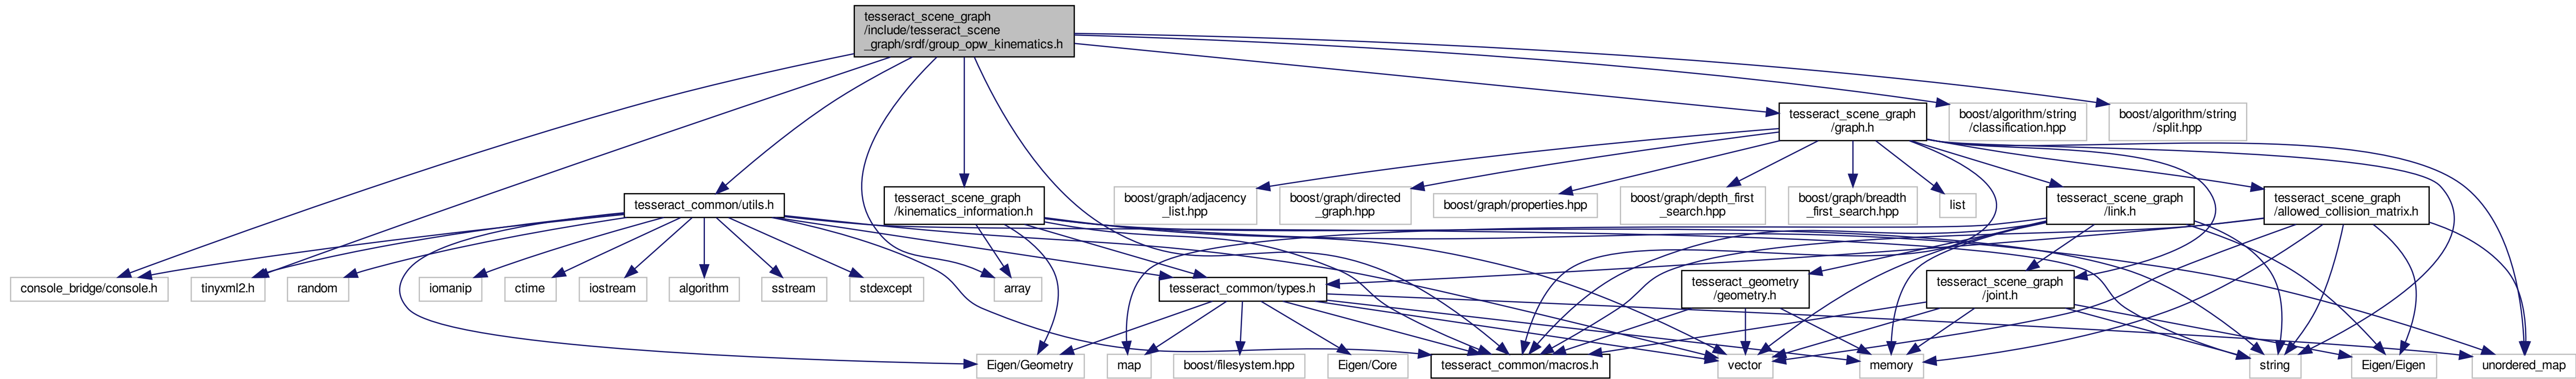 tesseract_scene_graph
/include/tesseract_scene
_graph/srdf/group_opw_kinematics.h
tesseract_scene_graph
/graph.h
boost/algorithm/string
/classification.hpp
boost/algorithm/string
/split.hpp
tesseract_common/utils.h
tesseract_scene_graph
/kinematics_information.h
boost/graph/adjacency
_list.hpp
boost/graph/directed
_graph.hpp
boost/graph/properties.hpp
boost/graph/depth_first
_search.hpp
boost/graph/breadth
_first_search.hpp
list
tesseract_scene_graph
/link.h
tesseract_scene_graph
/allowed_collision_matrix.h
console_bridge/console.h
tinyxml2.h
random
iomanip
ctime
iostream
algorithm
sstream
stdexcept
array
tesseract_common/types.h
tesseract_geometry
/geometry.h
tesseract_scene_graph
/joint.h
Eigen/Geometry
map
boost/filesystem.hpp
Eigen/Core
tesseract_common/macros.h
vector
memory
string
Eigen/Eigen
unordered_map